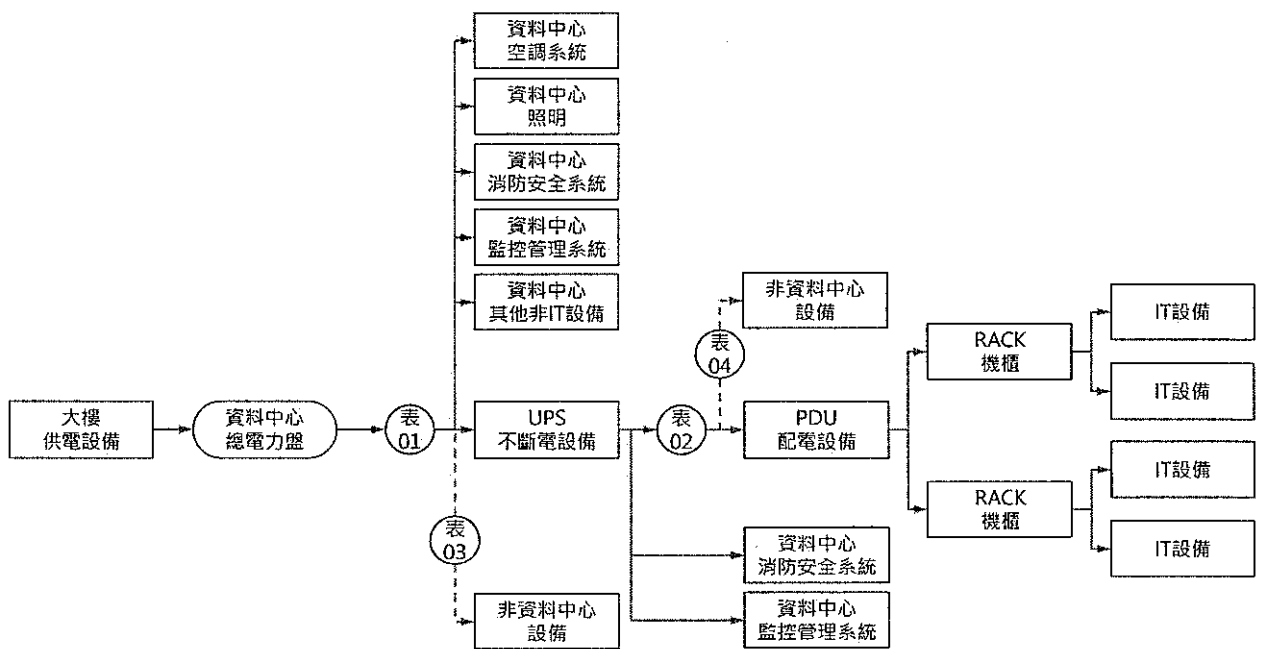 資料中心
空調系統
資料中心
照明
資料中心
消防安全系統
資料中心
監控管理系統
資料中心
其他非IT設備
非資料中心
設備
表
04
RACK
機櫃
IT設備
IT設備
大樓
供電設備
資料中心
總電力盤
表
01
UPS
不斷電設備
表
02
PDU
配電設備
RACK
機櫃
IT設備
IT設備
表
03
非資料中心
設備
資料中心
消防安全系統
資料中心
監控管理系統